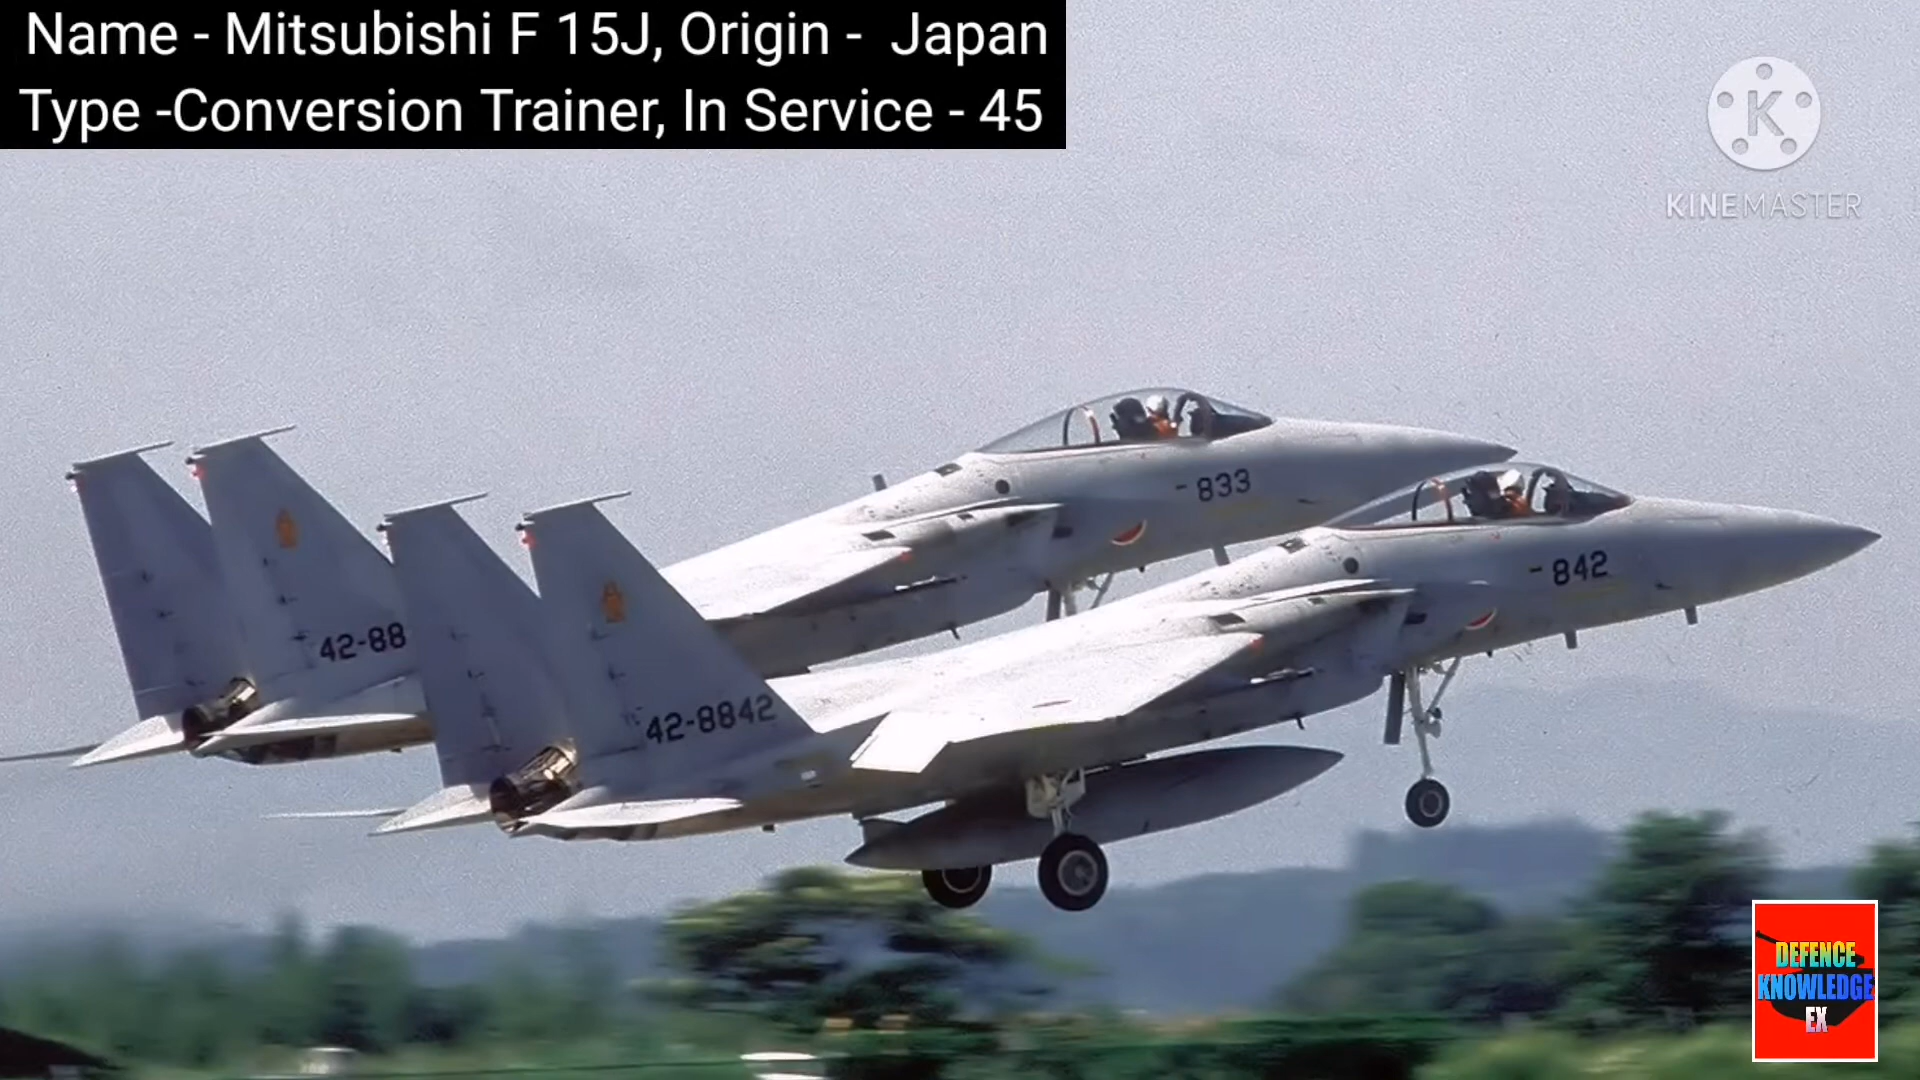 Name - Mitsubishi F 15J, Origin -  Japan
Type -Conversion Trainer, In Service - 45
K
KINEMASTER
833
842
42-88
42-8842
DEFENCE
KNOWLEDGE
EX